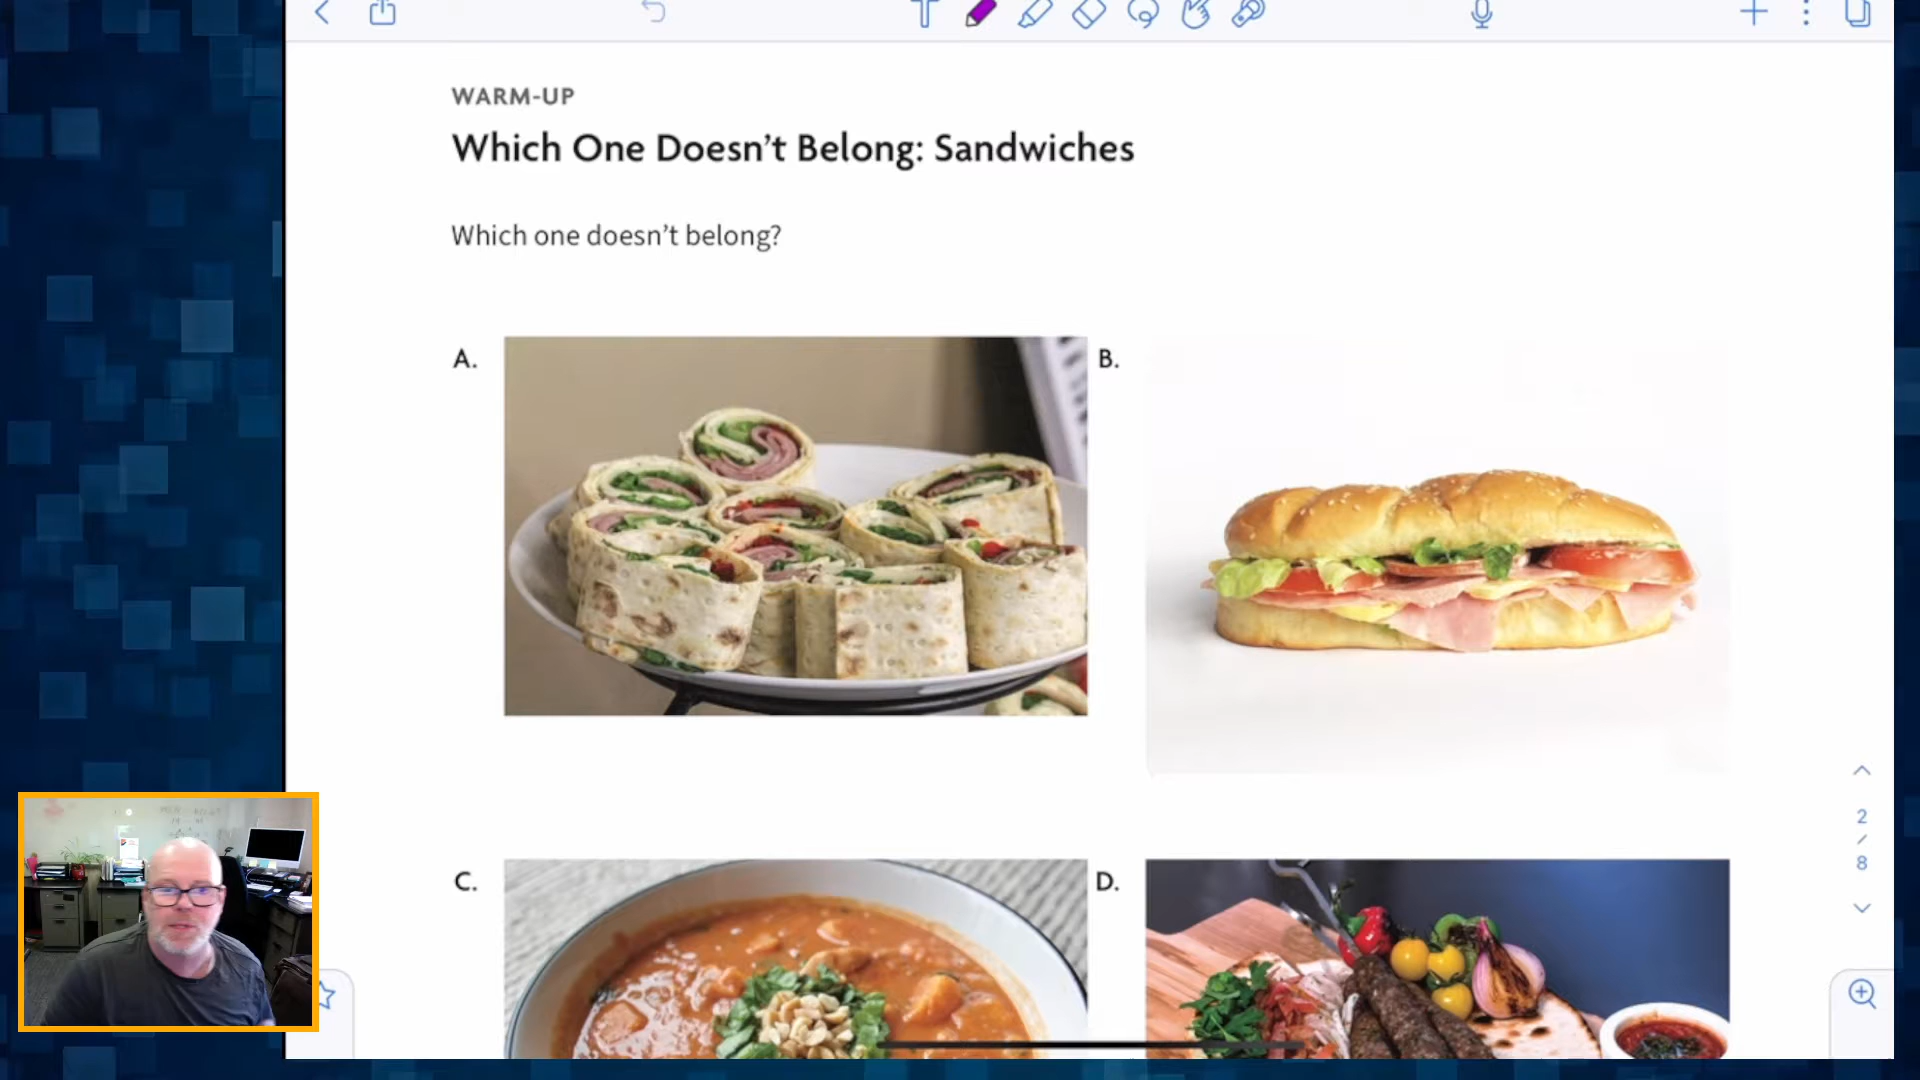 WARM-UP
Which One Doesn't Belong: Sandwiches
Which one doesn't belong?
A.
B.
C.
D.
2
/
8